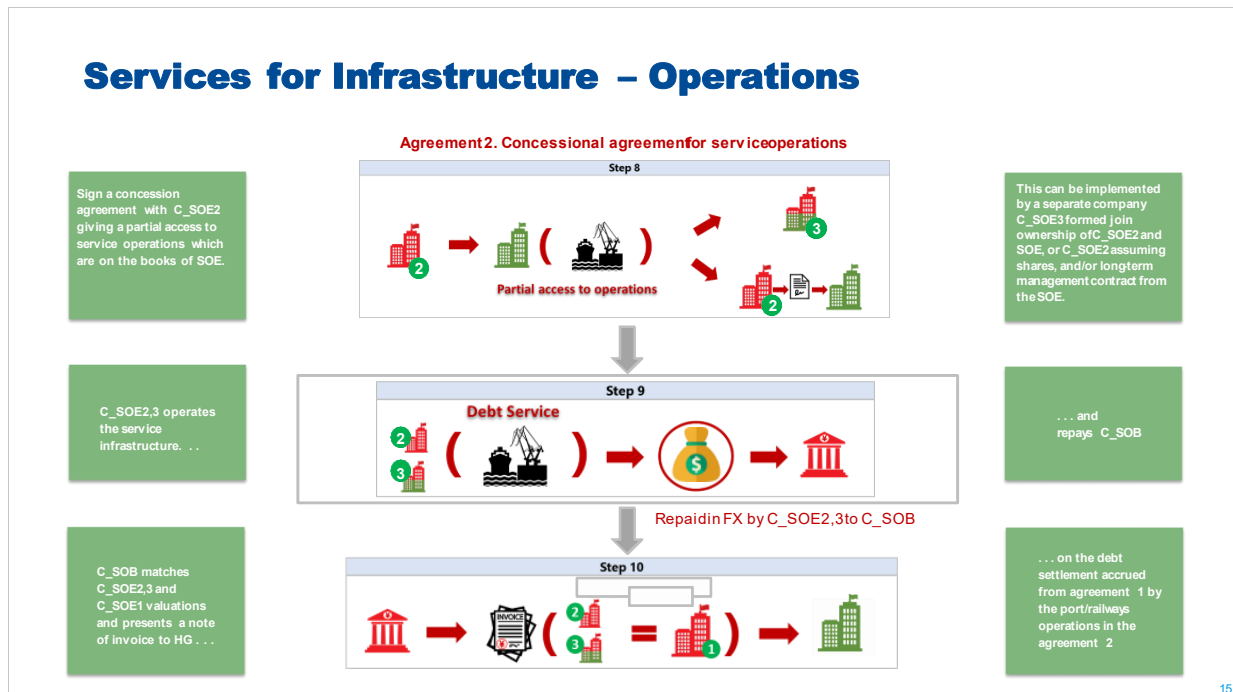 Services for Infrastructure – Operations
Agreement 2. Concessional agreementfor serviceoperations
Sign a concession
agreement with C_SOE2
giving a partial access to
service operations which
are on the books of SOE.
Step 8
2
Partial access to operations
3
2
This can be implemented
by a separate company
C_SOE3 formed join
ownership of C_SOE2 and
SOE, or C_SOE2 assuming
shares, and/or longterm
management contract from
the SOE.
C_SOE2,3 operates
the service
infrastructure. . .
Step 9
Debt Service
2
3
$
¥
. . . and
repays C_SOB
Repaidin FX by C_SOE2,3to C_SOB
C_SOB matches
C_SOE2,3 and
C_SOE1 valuations
and presents a note
of invoice to HG . . .
Step 10
¥
INVOICE
¥
2
3
1
. . . on the debt
settlement accrued
from agreement 1 by
the port/railways
operations in the
agreement 2
15